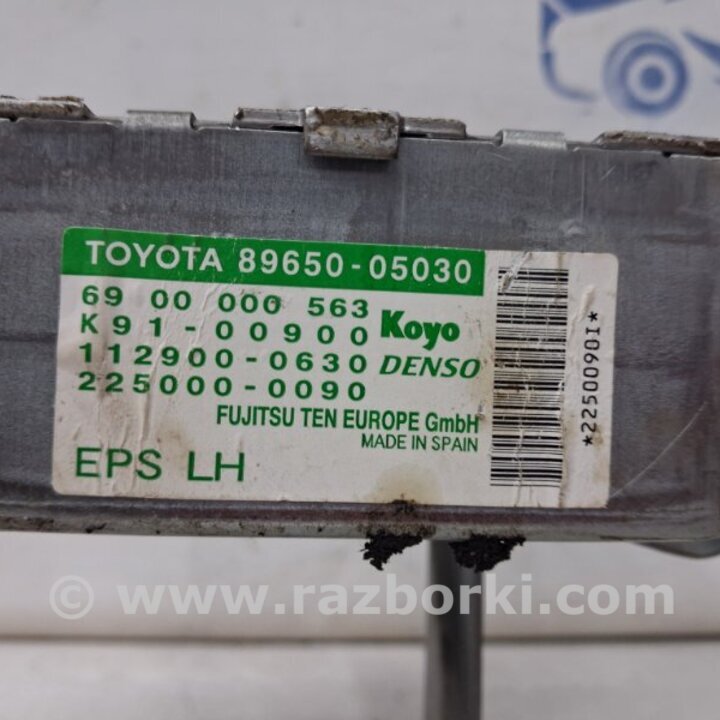 TOYOTA 89650-05030
69 00 000 563
K91-00900 Koyo
112900-0630 DENSO
225000-0090
FUJITSU TEN EUROPE GmbH
MADE IN SPAIN
EPS LH
*2250090I*
© www.razborki.com